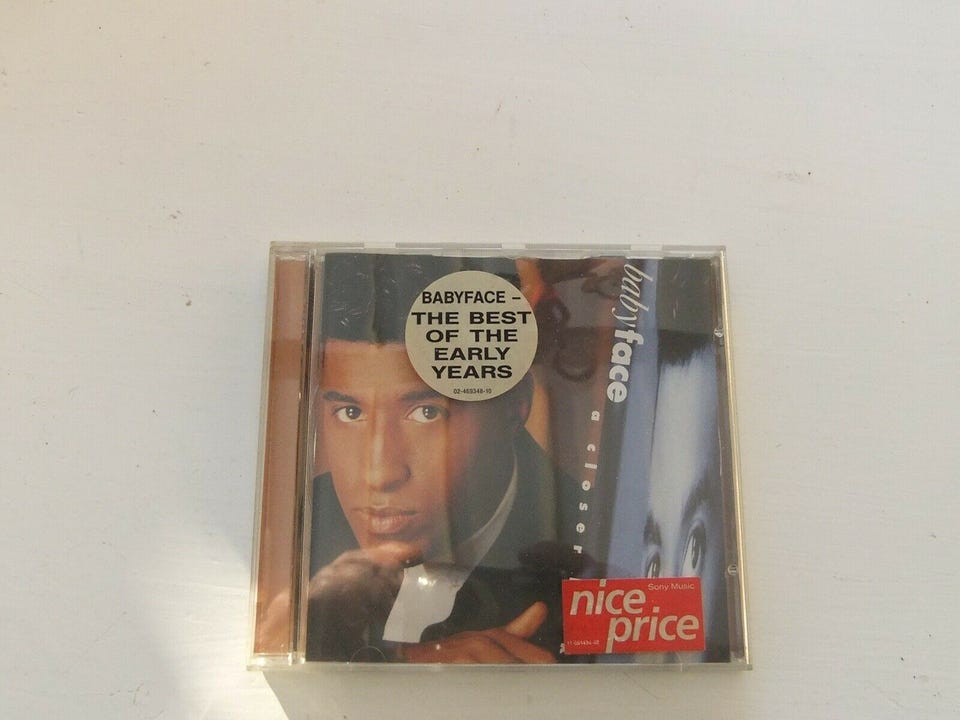 BABYFACE –
THE BEST
OF THE
EARLY
YEARS
02-469348-10
babyface
a closer
Sony Music
nice
price